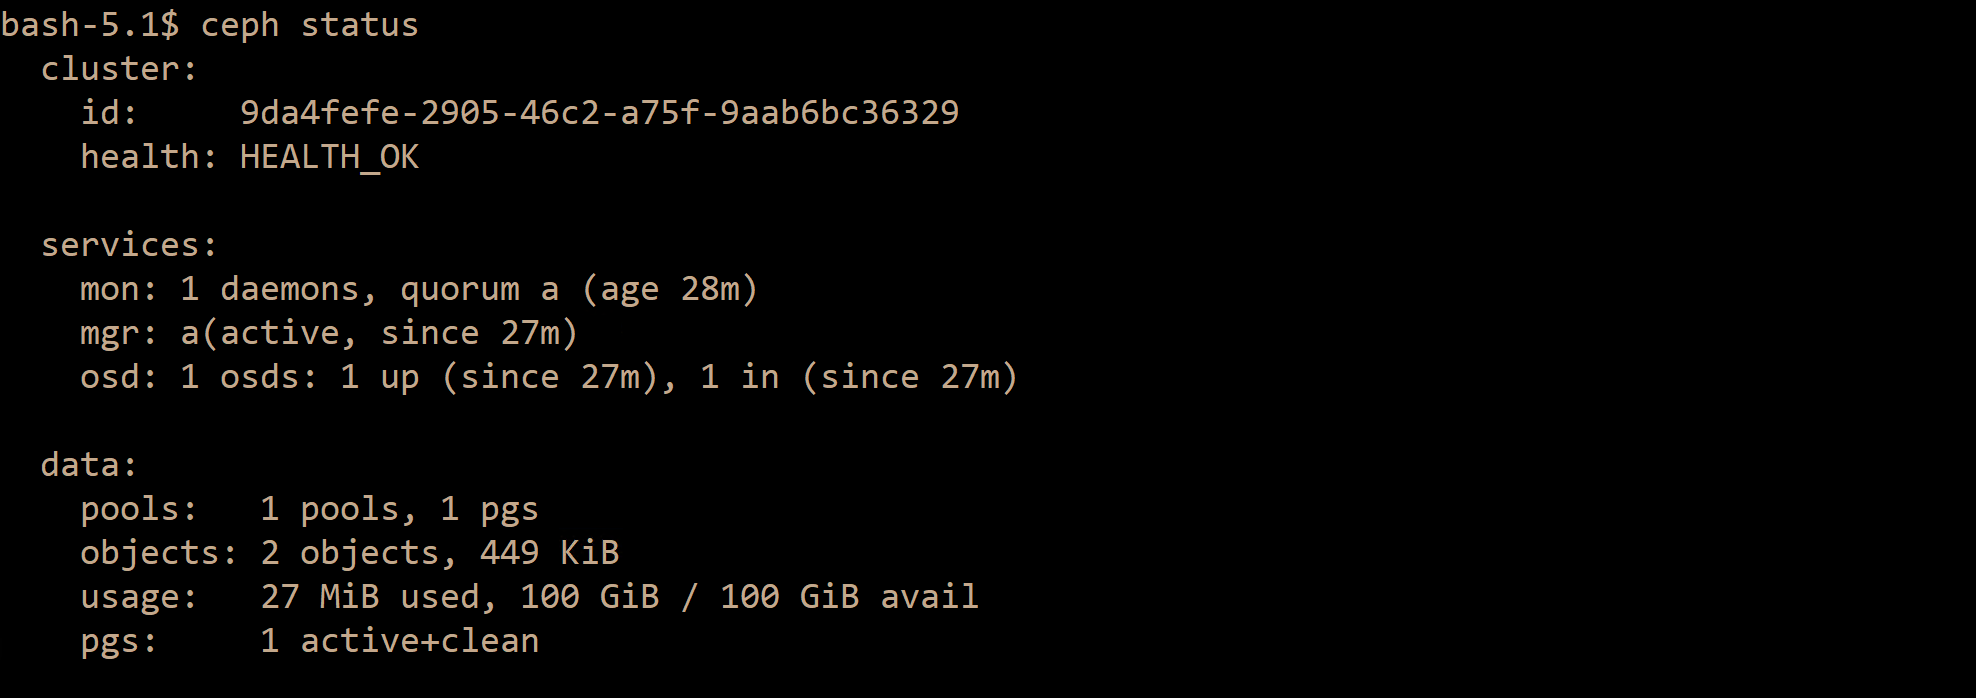 bash-5.1$ ceph status
  cluster:
    id:     9da4fefe-2905-46c2-a75f-9aab6bc36329
    health: HEALTH_OK

  services:
    mon: 1 daemons, quorum a (age 28m)
    mgr: a(active, since 27m)
    osd: 1 osds: 1 up (since 27m), 1 in (since 27m)

  data:
    pools:   1 pools, 1 pgs
    objects: 2 objects, 449 KiB
    usage:   27 MiB used, 100 GiB / 100 GiB avail
    pgs:     1 active+clean